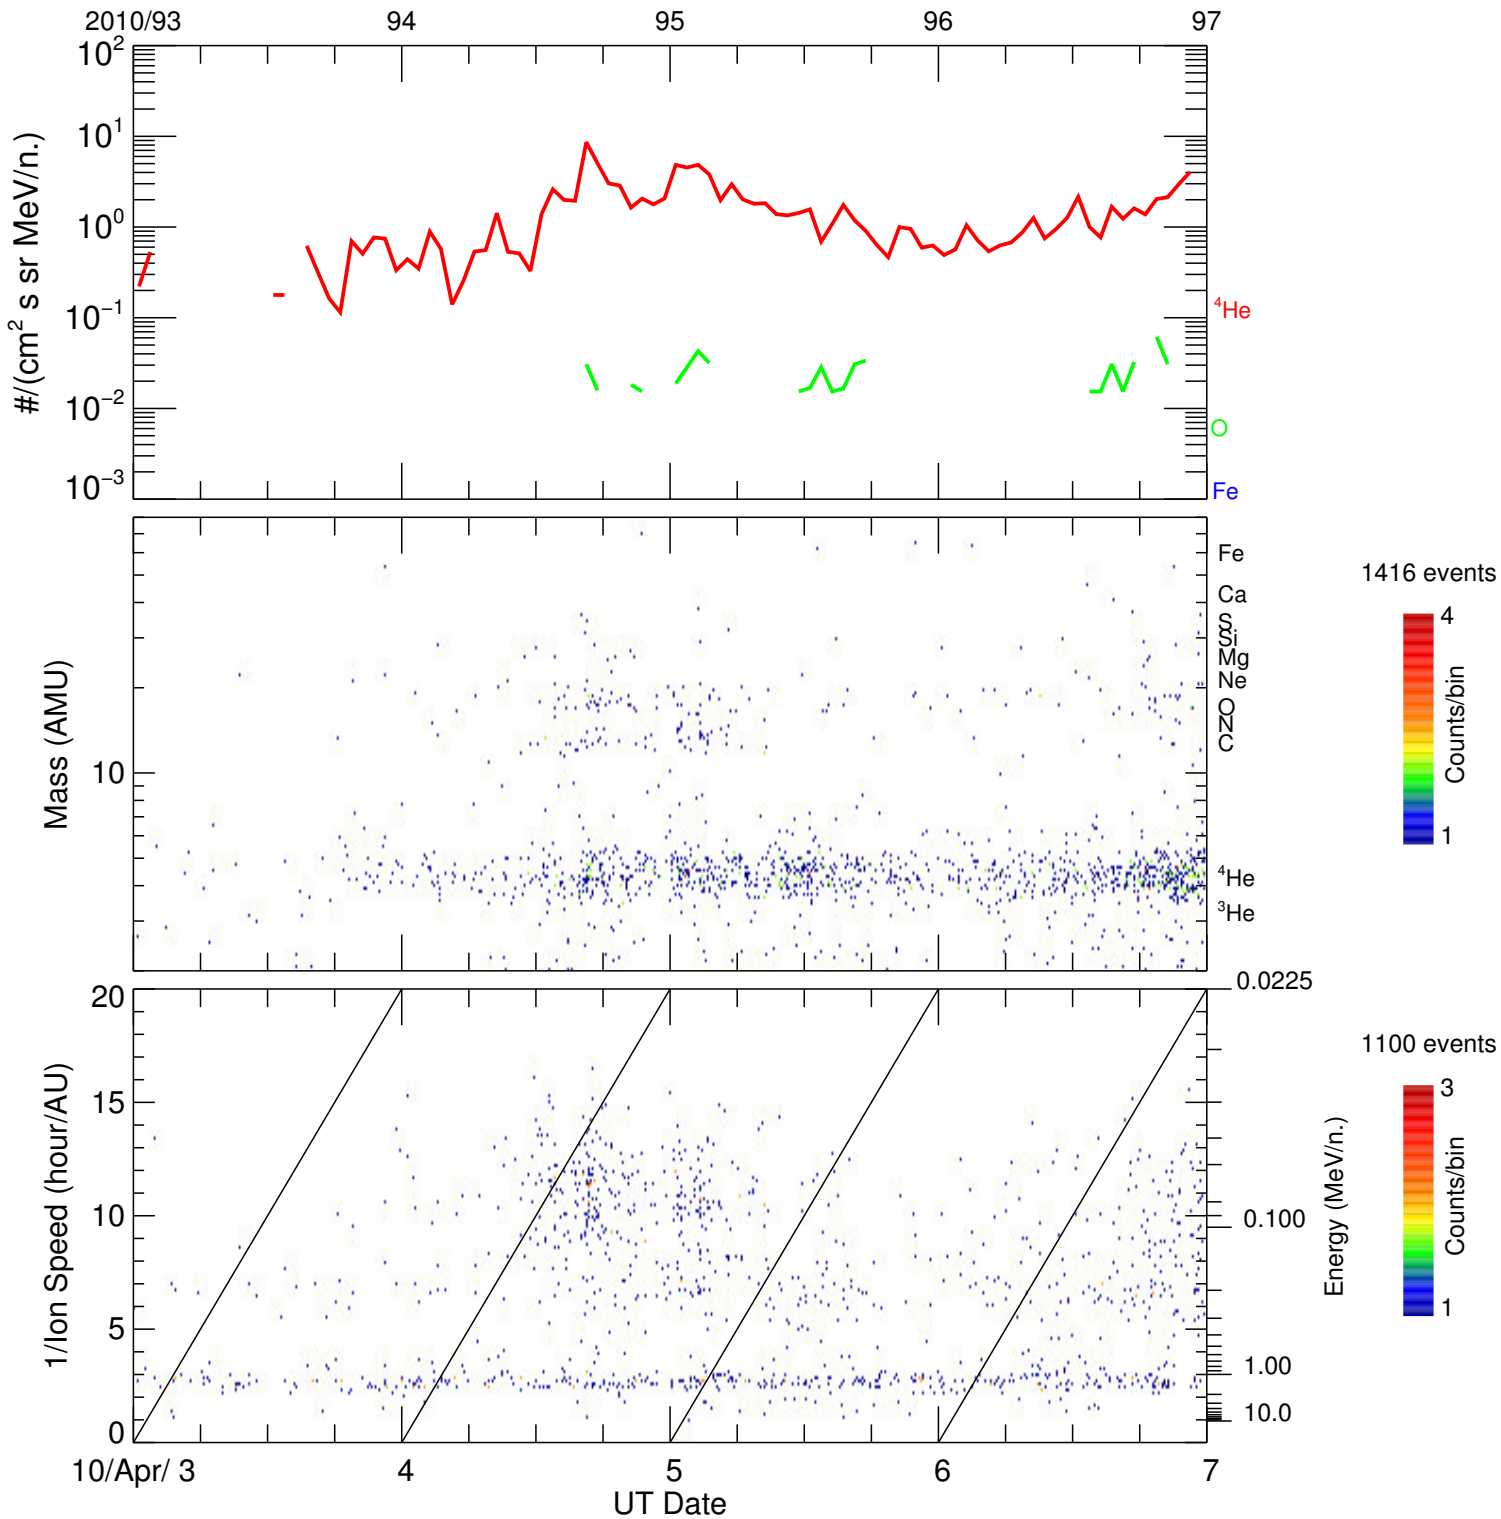 2010/93 94 95 96 97
10²
10¹
10⁰
10⁻¹
10⁻²
10⁻³
#/(cm² s sr MeV/n.)
⁴He
O
Fe
Mass (AMU)
10
Fe
Ca
S
Si
Mg
Ne
O
N
C
⁴He
³He
1416 events
4
Counts/bin
1
1/Ion Speed (hour/AU)
20
15
10
5
0
0.0225
0.100
1.00
10.0
Energy (MeV/n.)
1100 events
3
Counts/bin
1
10/Apr/ 3 4 5 6 7
UT Date